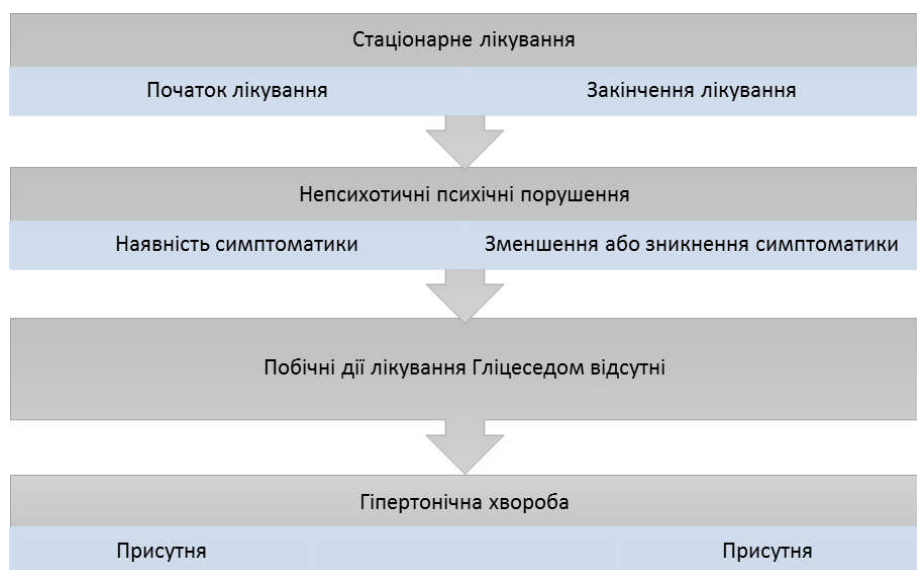 Стаціонарне лікування
Початок лікування Закінчення лікування
Непсихотичні психічні порушення
Наявність симптоматики Зменшення або зникнення симптоматики
Побічні дії лікування Гліцеседом відсутні
Гіпертонічна хвороба
Присутня Присутня